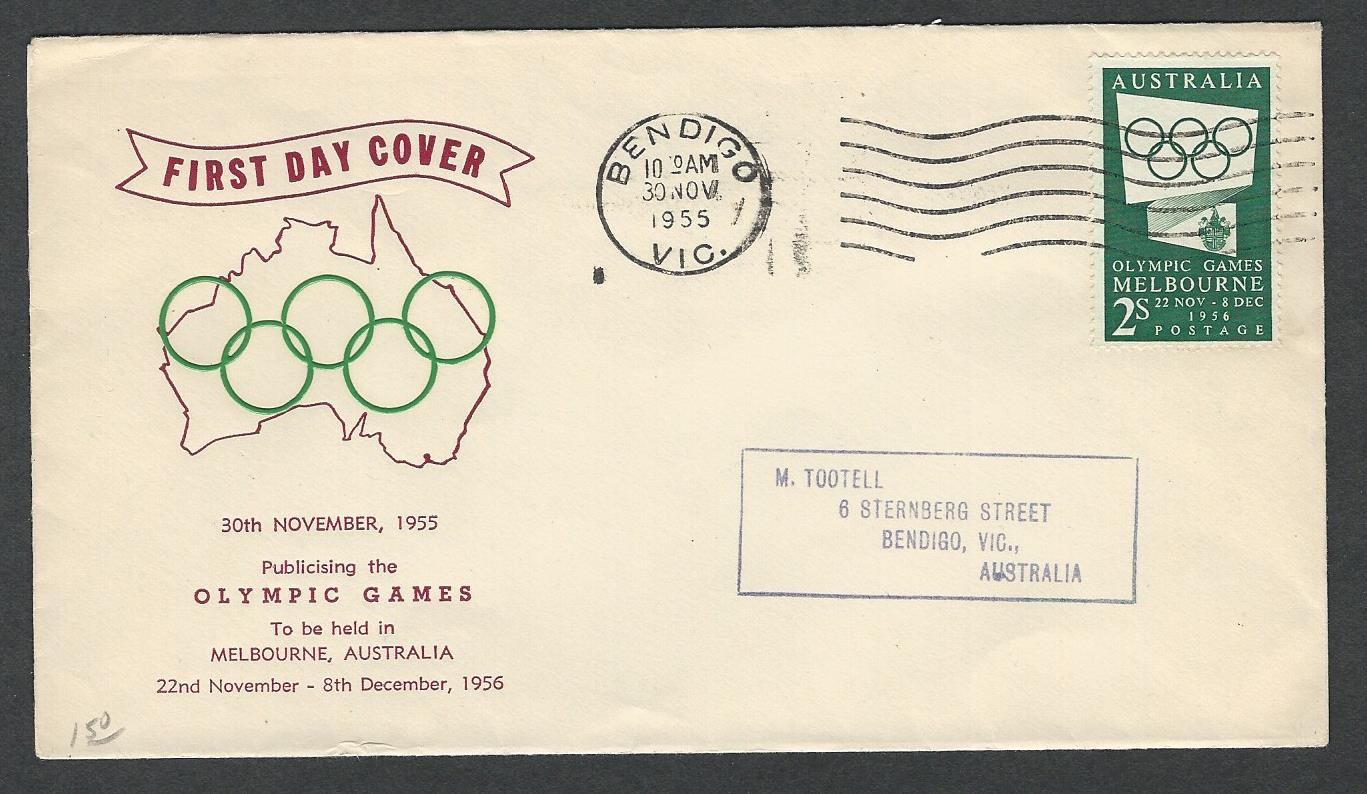 FIRST DAY COVER
30th NOVEMBER, 1955
Publicising the
OLYMPIC GAMES
To be held in
MELBOURNE, AUSTRALIA
22nd November - 8th December, 1956
150
BENDIGO
10 AM
30 NOV
1955
VIC.
AUSTRALIA
OLYMPIC GAMES
MELBOURNE
2S 22 NOV - 8 DEC
1956
POSTAGE
M. TOOTELL
6 STERNBERG STREET
BENDIGO, VIC.,
AUSTRALIA